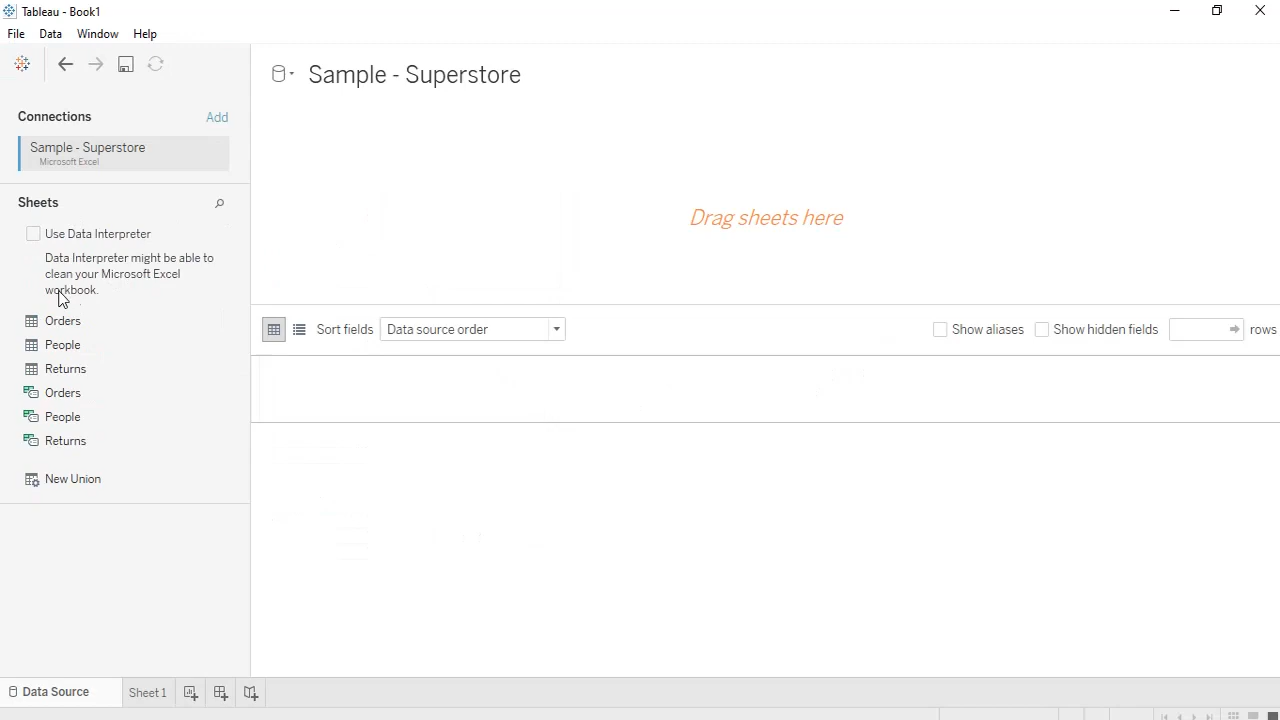 Tableau - Book1
File Data Window Help
Connections Add
Sample - Superstore
Microsoft Excel
Sheets
Use Data Interpreter
Data Interpreter might be able to
clean your Microsoft Excel
workbook.
Orders
People
Returns
Orders
People
Returns
New Union
Sample - Superstore
Drag sheets here
Sort fields Data source order Show aliases Show hidden fields rows
Data Source Sheet 1